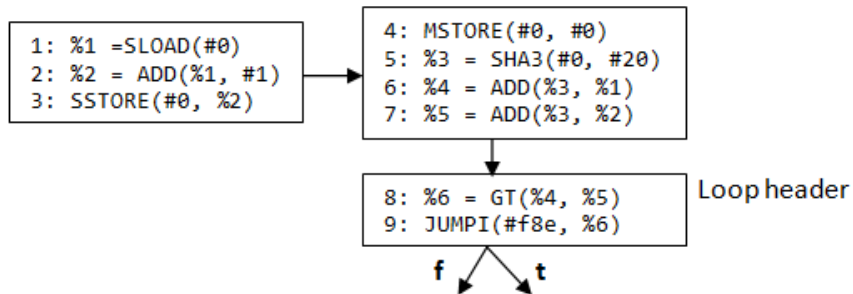 1: %1 =SLOAD(#0)
2: %2 = ADD(%1, #1)
3: SSTORE(#0, %2)
4: MSTORE(#0, #0)
5: %3 = SHA3(#0, #20)
6: %4 = ADD(%3, %1)
7: %5 = ADD(%3, %2)
8: %6 = GT(%4, %5)
9: JUMPI(#f8e, %6)
Loop header
f
t